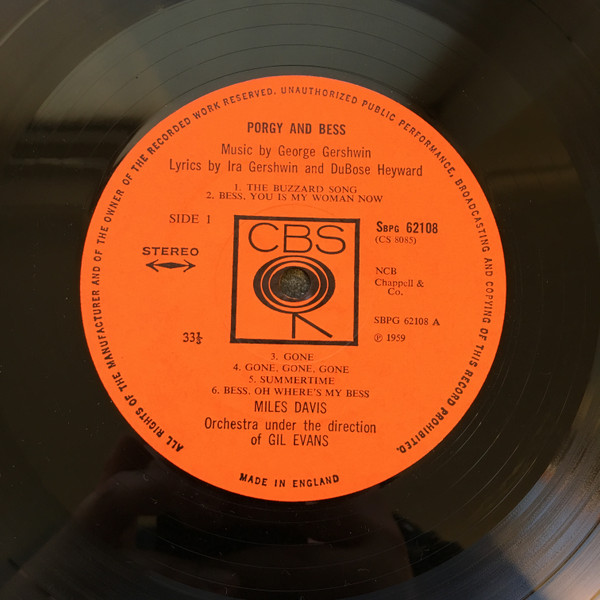 ALL RIGHTS OF THE MANUFACTURER AND OF THE OWNER OF THE RECORDED WORK RESERVED. UNAUTHORIZED PUBLIC PERFORMANCE, BROADCASTING AND COPYING OF THIS RECORD PROHIBITED.
PORGY AND BESS
Music by George Gershwin
Lyrics by Ira Gershwin and DuBose Heyward
1. THE BUZZARD SONG
2. BESS, YOU IS MY WOMAN NOW
SIDE 1
STEREO
33⅓
CBS
SBPG 62108
(CS 8085)
NCB
Chappell &
Co.
SBPG 62108 A
℗ 1959
3. GONE
4. GONE, GONE, GONE
5. SUMMERTIME
6. BESS, OH WHERE'S MY BESS
MILES DAVIS
Orchestra under the direction
of GIL EVANS
MADE IN ENGLAND